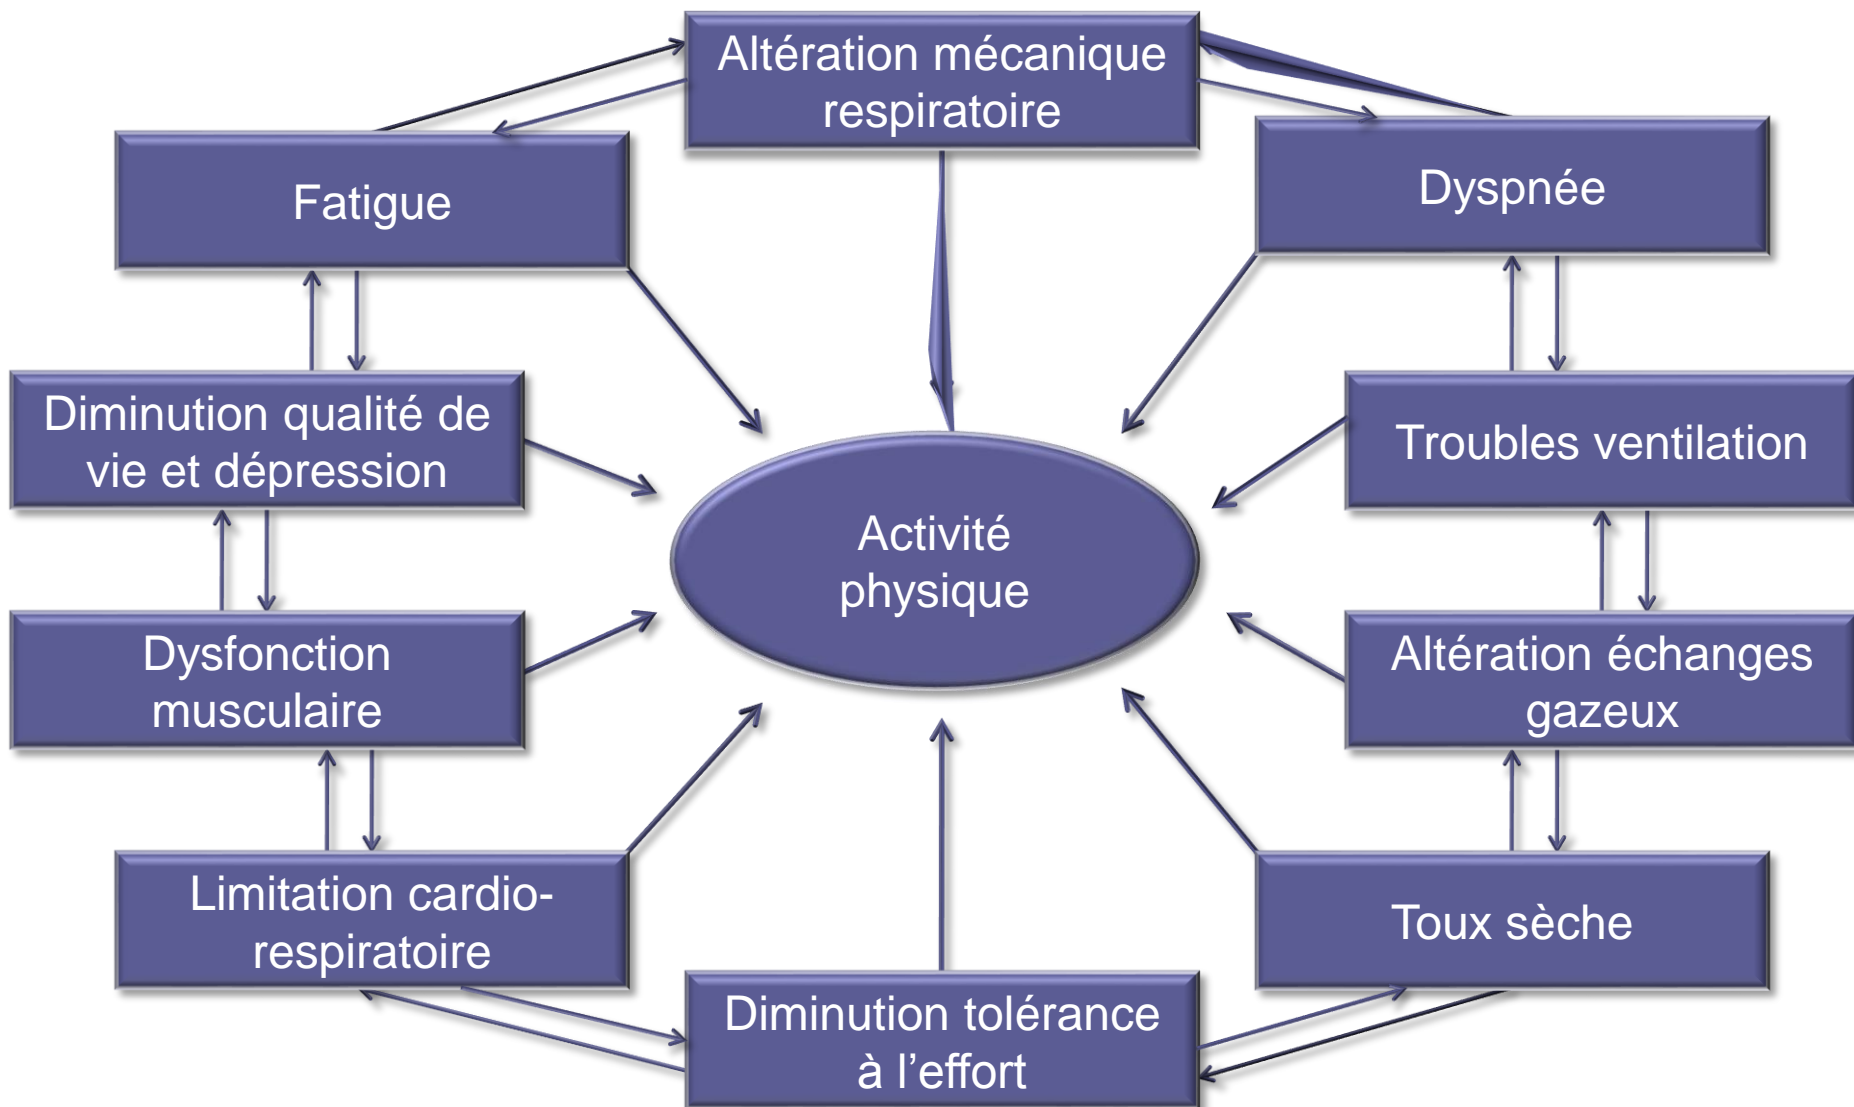 Altération mécanique
respiratoire
Fatigue
Dyspnée
Diminution qualité de
vie et dépression
Troubles ventilation
Activité
physique
Dysfonction
musculaire
Altération échanges
gazeux
Limitation cardio-
respiratoire
Toux sèche
Diminution tolérance
à l’effort